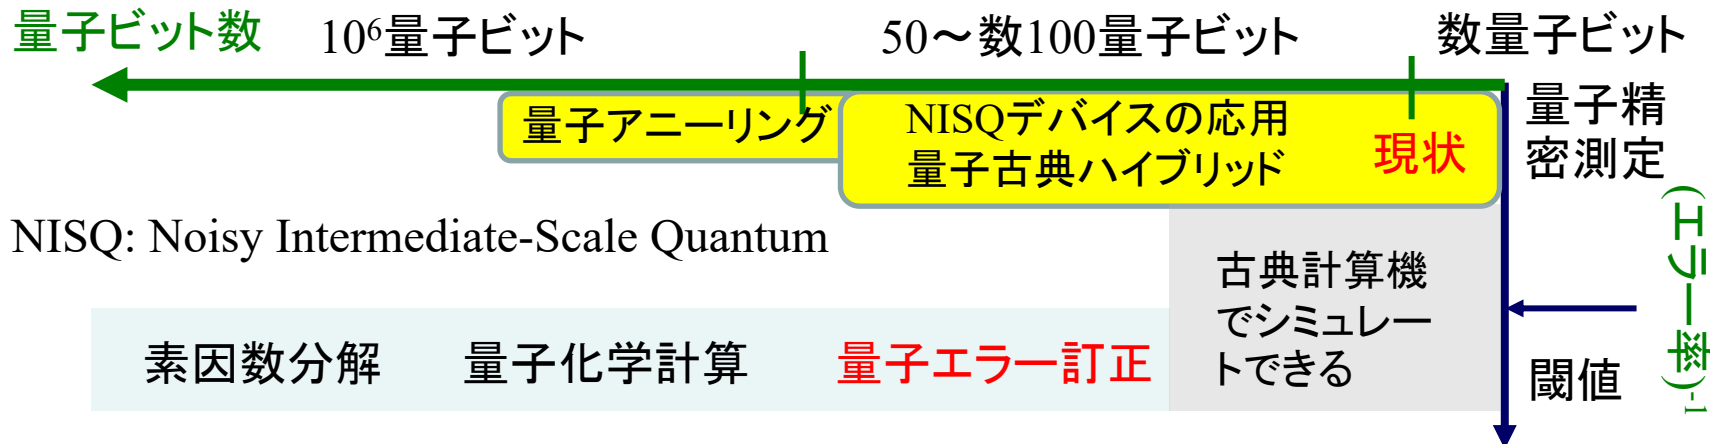 量子ビット数 10⁶量子ビット 50～数100量子ビット 数量子ビット
量子アニーリング
NISQデバイスの応用
量子古典ハイブリッド
現状
量子精
密測定
NISQ: Noisy Intermediate-Scale Quantum
(エラー率)⁻¹
古典計算機
でシミュレー
トできる
素因数分解 量子化学計算 量子エラー訂正
閾値